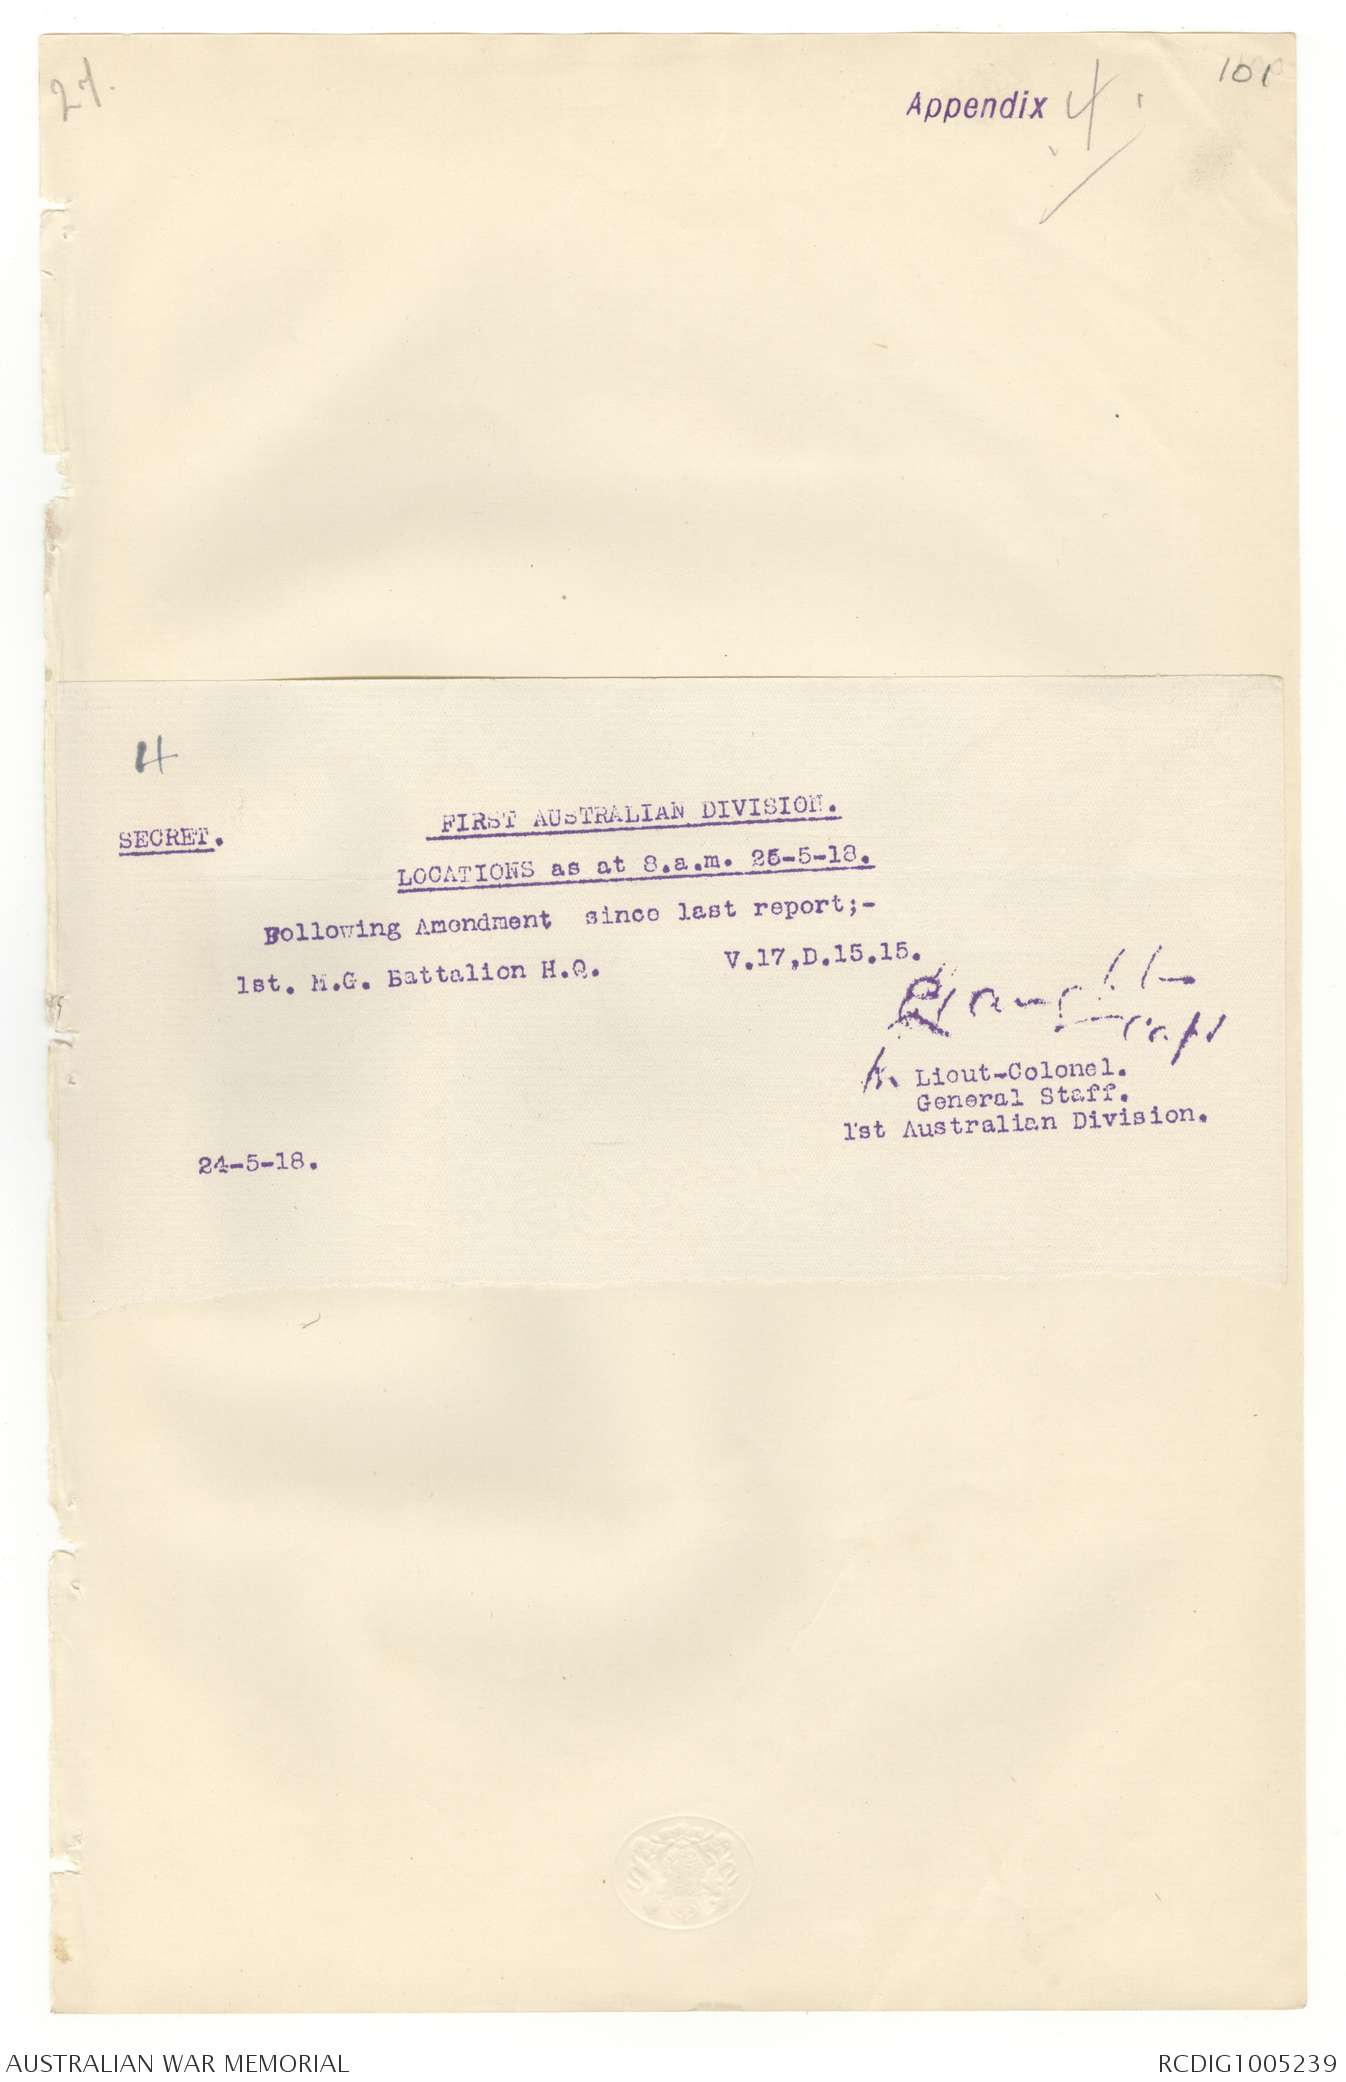 27.
101
Appendix 4.
4
SECRET.
FIRST AUSTRALIAN DIVISION.
LOCATIONS as at 8.a.m. 25-5-18.
Following Amendment since last report;-
1st. M.G. Battalion H.Q. V.17,D.15.15.
Capt
Lieut-Colonel.
General Staff.
1st Australian Division.
24-5-18.
AUSTRALIAN WAR MEMORIAL
RCDIG1005239